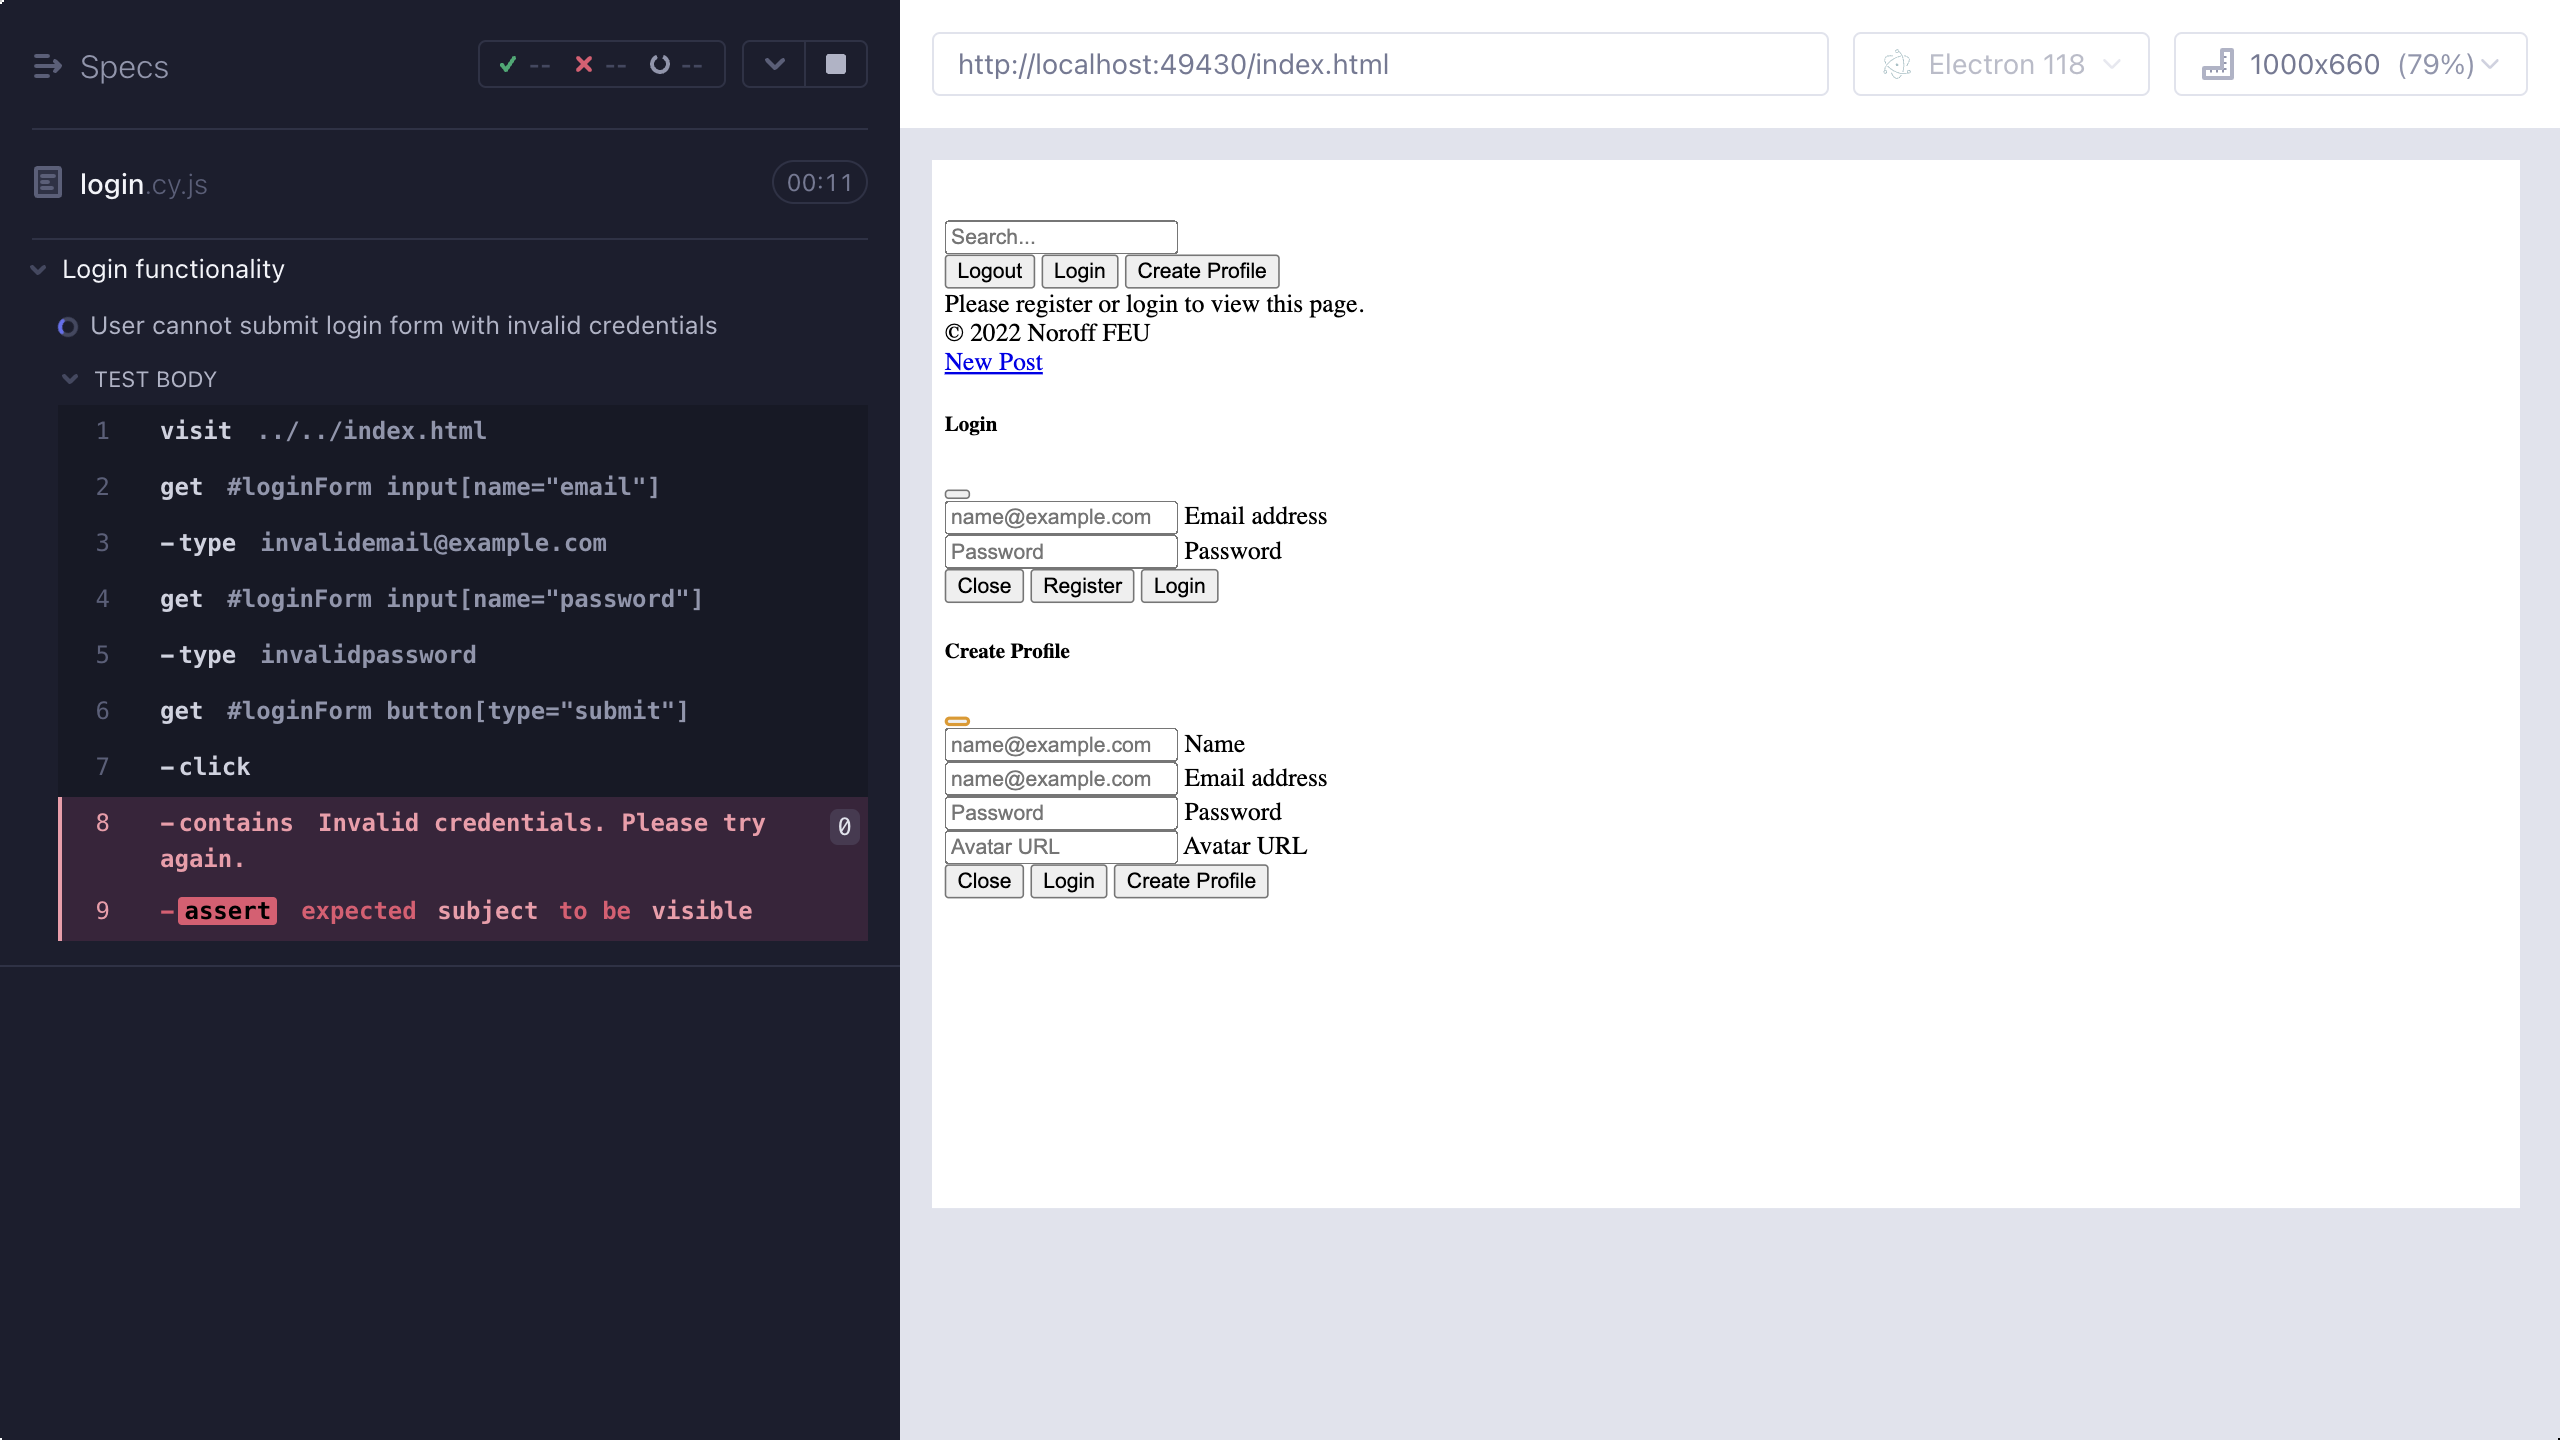 Specs
-- -- --
login.cy.js
00:11
Login functionality
User cannot submit login form with invalid credentials
TEST BODY
1 visit ../../index.html
2 get #loginForm input[name="email"]
3 -type invalidemail@example.com
4 get #loginForm input[name="password"]
5 -type invalidpassword
6 get #loginForm button[type="submit"]
7 -click
8 -contains Invalid credentials. Please try
again.
0
9 -assert expected subject to be visible
http://localhost:49430/index.html
Electron 118
1000x660 (79%)
Search...
Logout Login Create Profile
Please register or login to view this page.
© 2022 Noroff FEU
New Post
Login
name@example.com Email address
Password Password
Close Register Login
Create Profile
name@example.com Name
name@example.com Email address
Password Password
Avatar URL Avatar URL
Close Login Create Profile